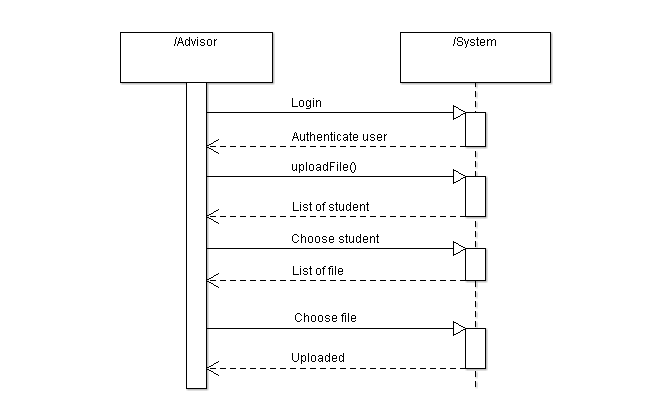 /Advisor
/System
Login
Authenticate user
uploadFile()
List of student
Choose student
List of file
Choose file
Uploaded